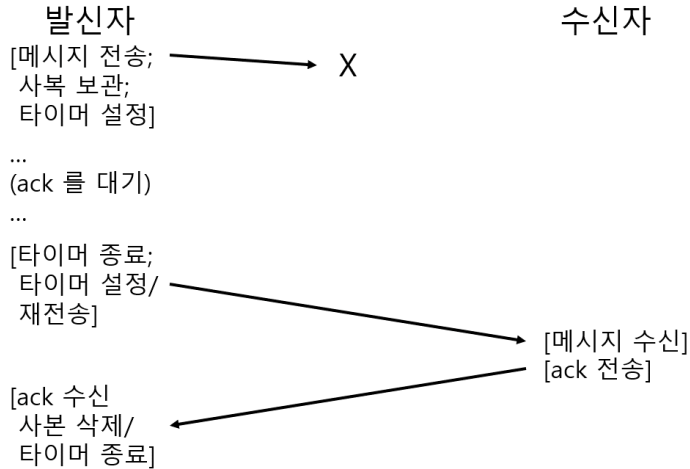 발신자
수신자
[메시지 전송;
사복 보관;
타이머 설정]
X
...
(ack 를 대기)
...
[타이머 종료;
타이머 설정/
재전송]
[메시지 수신]
[ack 전송]
[ack 수신
사본 삭제/
타이머 종료]